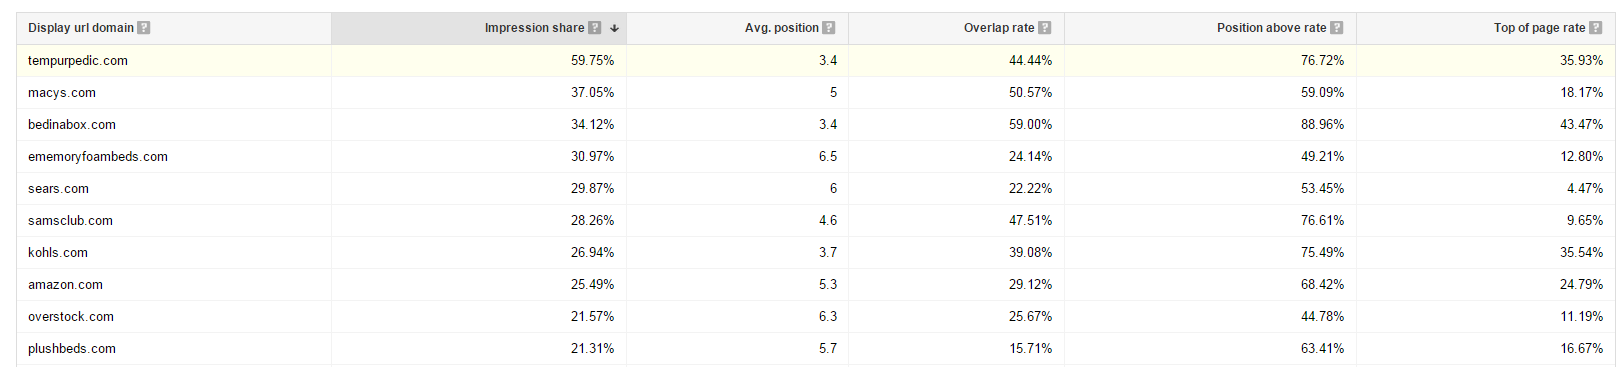 Display url domain ? Impression share ? ↓ Avg. position ? Overlap rate ? Position above rate ? Top of page rate ?
tempurpedic.com 59.75% 3.4 44.44% 76.72% 35.93%
macys.com 37.05% 5 50.57% 59.09% 18.17%
bedinabox.com 34.12% 3.4 59.00% 88.96% 43.47%
ememoryfoambeds.com 30.97% 6.5 24.14% 49.21% 12.80%
sears.com 29.87% 6 22.22% 53.45% 4.47%
samsclub.com 28.26% 4.6 47.51% 76.61% 9.65%
kohls.com 26.94% 3.7 39.08% 75.49% 35.54%
amazon.com 25.49% 5.3 29.12% 68.42% 24.79%
overstock.com 21.57% 6.3 25.67% 44.78% 11.19%
plushbeds.com 21.31% 5.7 15.71% 63.41% 16.67%